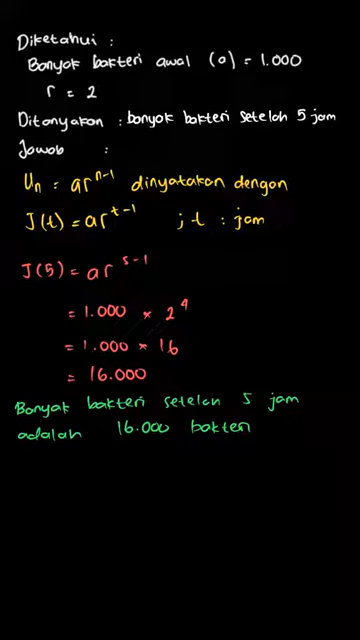 Diketahui :
Banyak bakteri awal (a) = 1.000
r = 2
Ditanyakan : banyak bakteri setelah 5 jam
Jawab :
Un = ar^(n-1) dinyatakan dengan
J(t) = ar^(t-1) ; t : jam
J(5) = ar^(5-1)
= 1.000 × 2^4
= 1.000 × 16
= 16.000
Banyak bakteri setelah 5 jam
adalah 16.000 bakteri